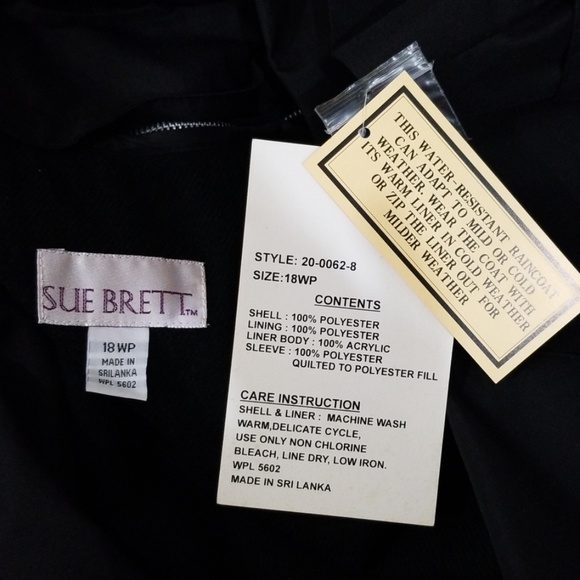 SUE BRETT™
18 WP
MADE IN
SRILANKA
WPL 5602
STYLE: 20-0062-8
SIZE:18WP
CONTENTS
SHELL : 100% POLYESTER
LINING : 100% POLYESTER
LINER BODY : 100% ACRYLIC
SLEEVE : 100% POLYESTER
QUILTED TO POLYESTER FILL
CARE INSTRUCTION
SHELL & LINER : MACHINE WASH
WARM,DELICATE CYCLE,
USE ONLY NON CHLORINE
BLEACH, LINE DRY, LOW IRON.
WPL 5602
MADE IN SRI LANKA
THIS WATER-RESISTANT RAINCOAT
CAN ADAPT TO MILD OR COLD
WEATHER. WEAR THE COAT WITH
ITS WARM LINER IN COLD WEATHER
OR ZIP THE LINER OUT FOR
MILDER WEATHER